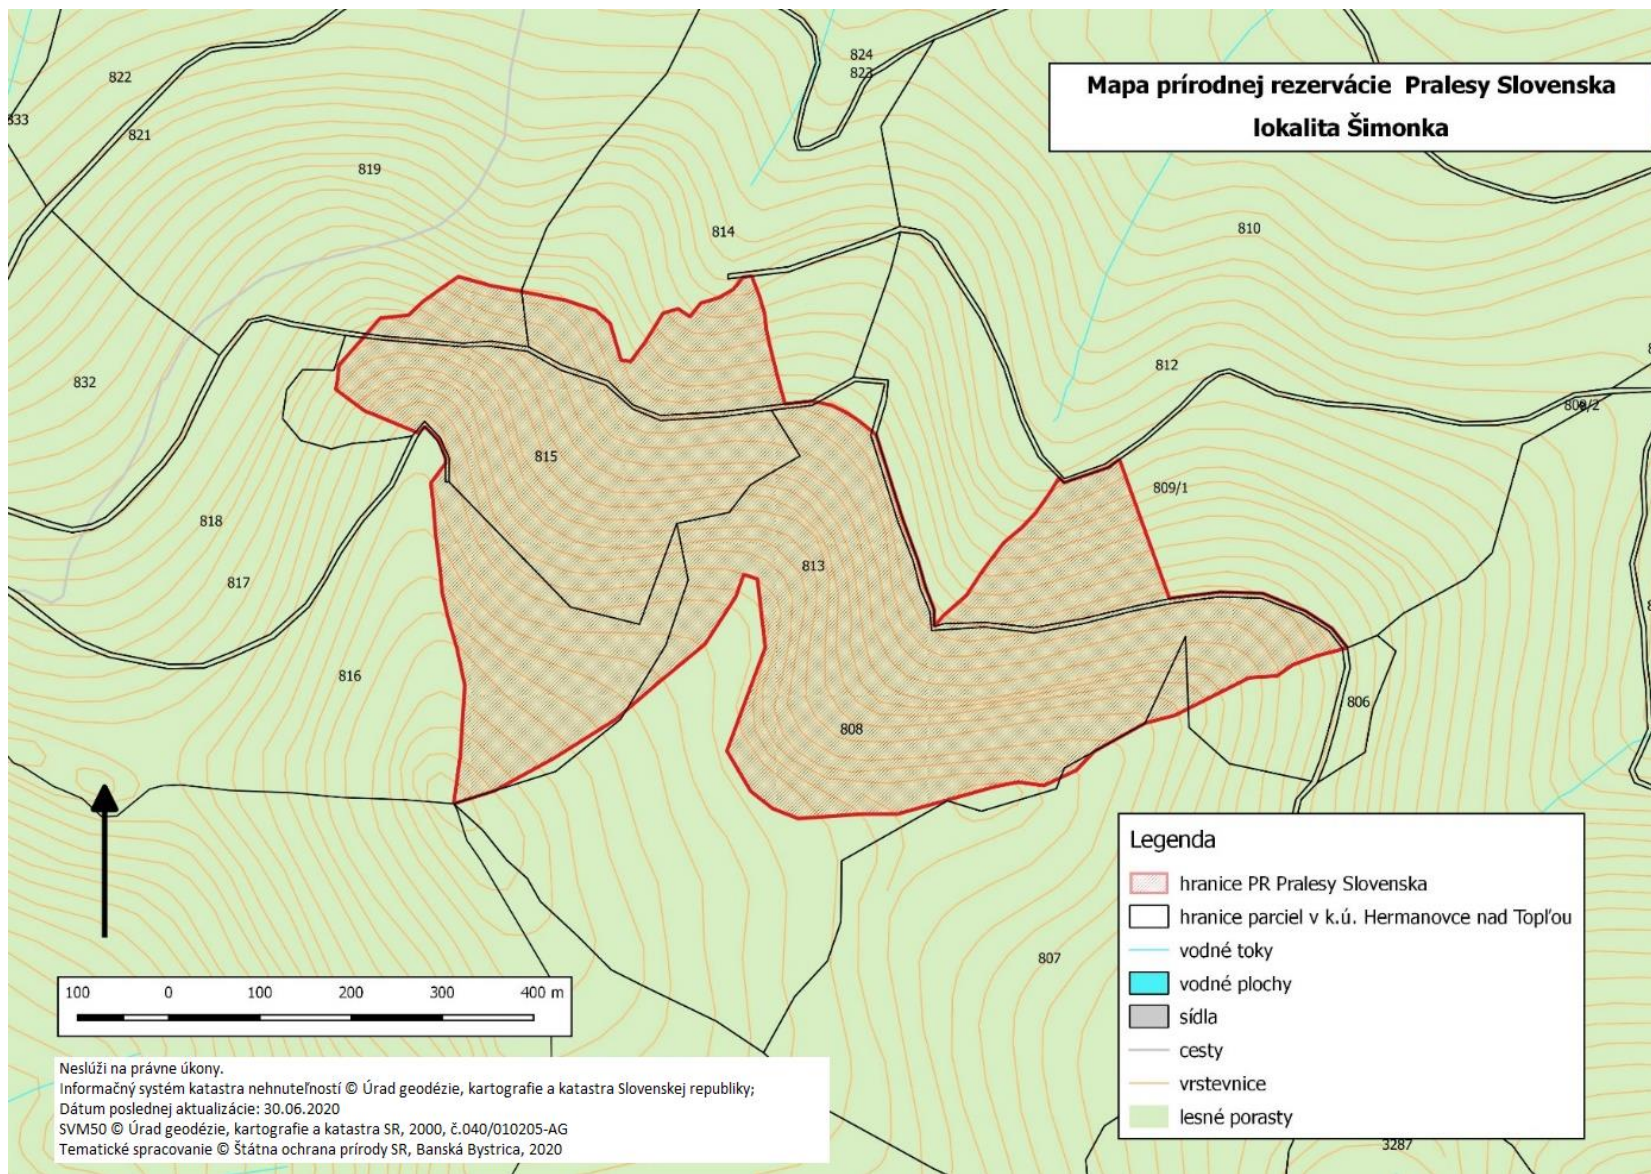 Mapa prírodnej rezervácie Pralesy Slovenska
lokalita Šimonka
824
823
822
833
821
819
814
810
812
832
809/2
815
809/1
818
813
817
816
806
808
807
3287
Legenda
hranice PR Pralesy Slovenska
hranice parciel v k.ú. Hermanovce nad Topľou
vodné toky
vodné plochy
sídla
cesty
vrstevnice
lesné porasty
100 0 100 200 300 400 m
Neslúži na právne úkony.
Informačný systém katastra nehnuteľností © Úrad geodézie, kartografie a katastra Slovenskej republiky;
Dátum poslednej aktualizácie: 30.06.2020
SVM50 © Úrad geodézie, kartografie a katastra SR, 2000, č.040/010205-AG
Tematické spracovanie © Štátna ochrana prírody SR, Banská Bystrica, 2020